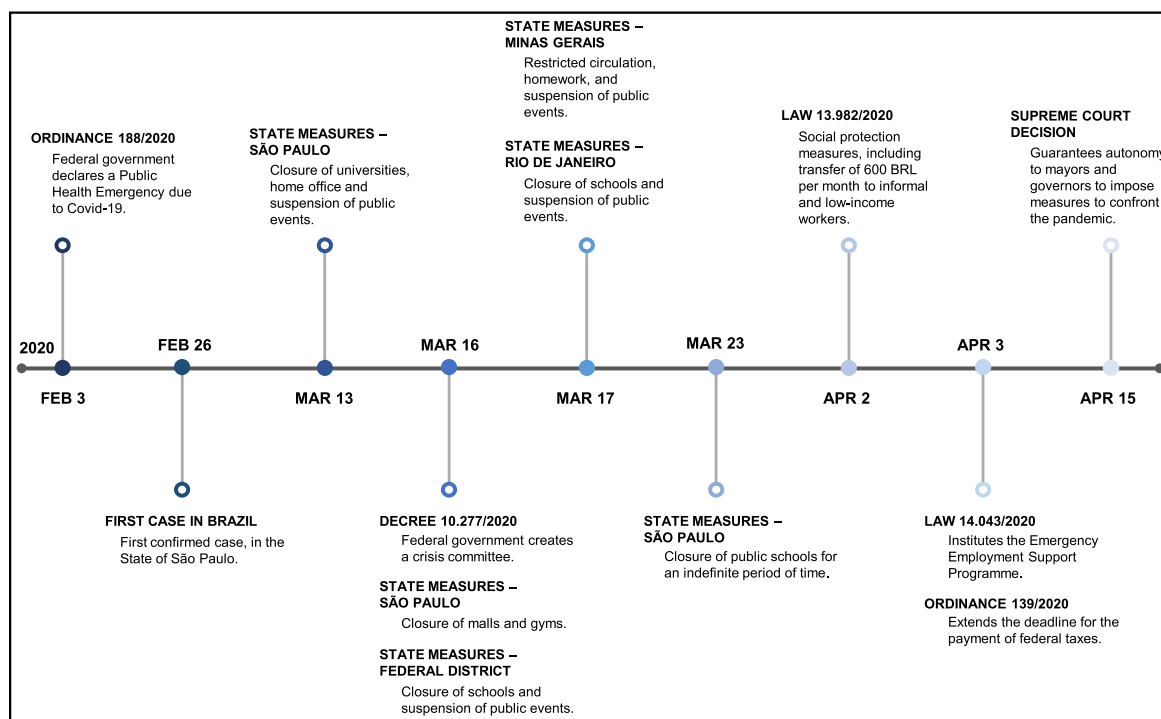 STATE MEASURES –
MINAS GERAIS
Restricted circulation,
homework, and
suspension of public
events.
ORDINANCE 188/2020
Federal government
declares a Public
Health Emergency due
to Covid-19.
STATE MEASURES –
SÃO PAULO
Closure of universities,
home office and
suspension of public
events.
STATE MEASURES –
RIO DE JANEIRO
Closure of schools and
suspension of public
events.
LAW 13.982/2020
Social protection
measures, including
transfer of 600 BRL
per month to informal
and low-income
workers.
SUPREME COURT
DECISION
Guarantees autonomy
to mayors and
governors to impose
measures to confront
the pandemic.
2020
FEB 3
FEB 26
MAR 13
MAR 16
MAR 17
MAR 23
APR 2
APR 3
APR 15
FIRST CASE IN BRAZIL
First confirmed case, in the
State of São Paulo.
DECREE 10.277/2020
Federal government creates
a crisis committee.
STATE MEASURES –
SÃO PAULO
Closure of malls and gyms.
STATE MEASURES –
FEDERAL DISTRICT
Closure of schools and
suspension of public events.
STATE MEASURES –
SÃO PAULO
Closure of public schools for
an indefinite period of time.
LAW 14.043/2020
Institutes the Emergency
Employment Support
Programme.
ORDINANCE 139/2020
Extends the deadline for the
payment of federal taxes.